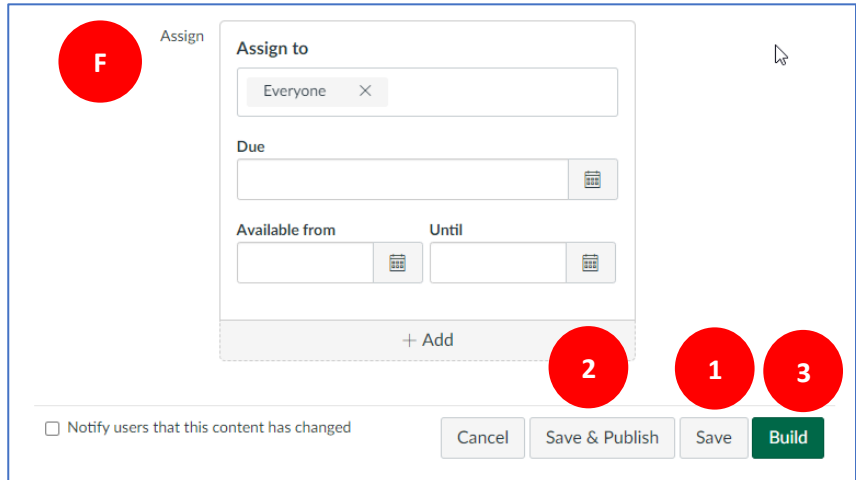 F
Assign
Assign to
Everyone
Due
Available from Until
+ Add
2 1 3
Notify users that this content has changed
Cancel Save & Publish Save Build